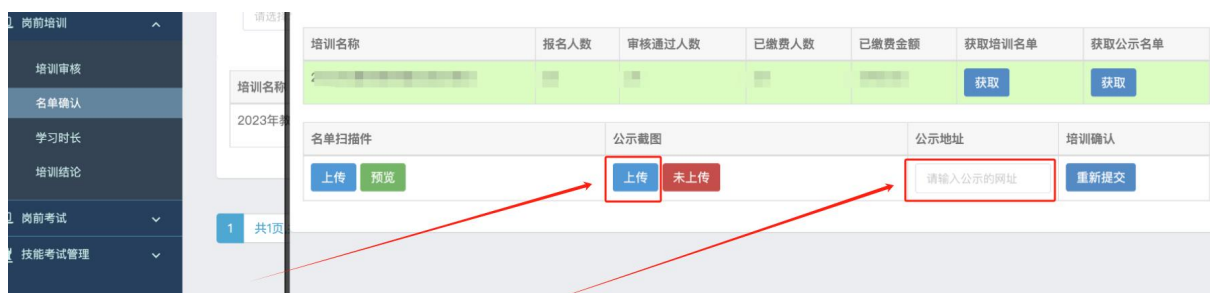 岗前培训
培训审核
名单确认
学习时长
培训结论
岗前考试
技能考试管理
请选择
培训名称
2023年教
1 共1页
培训名称 报名人数 审核通过人数 已缴费人数 已缴费金额 获取培训名单 获取公示名单
获取 获取
名单扫描件 公示截图 公示地址 培训确认
上传 预览 上传 未上传 请输入公示的网址 重新提交